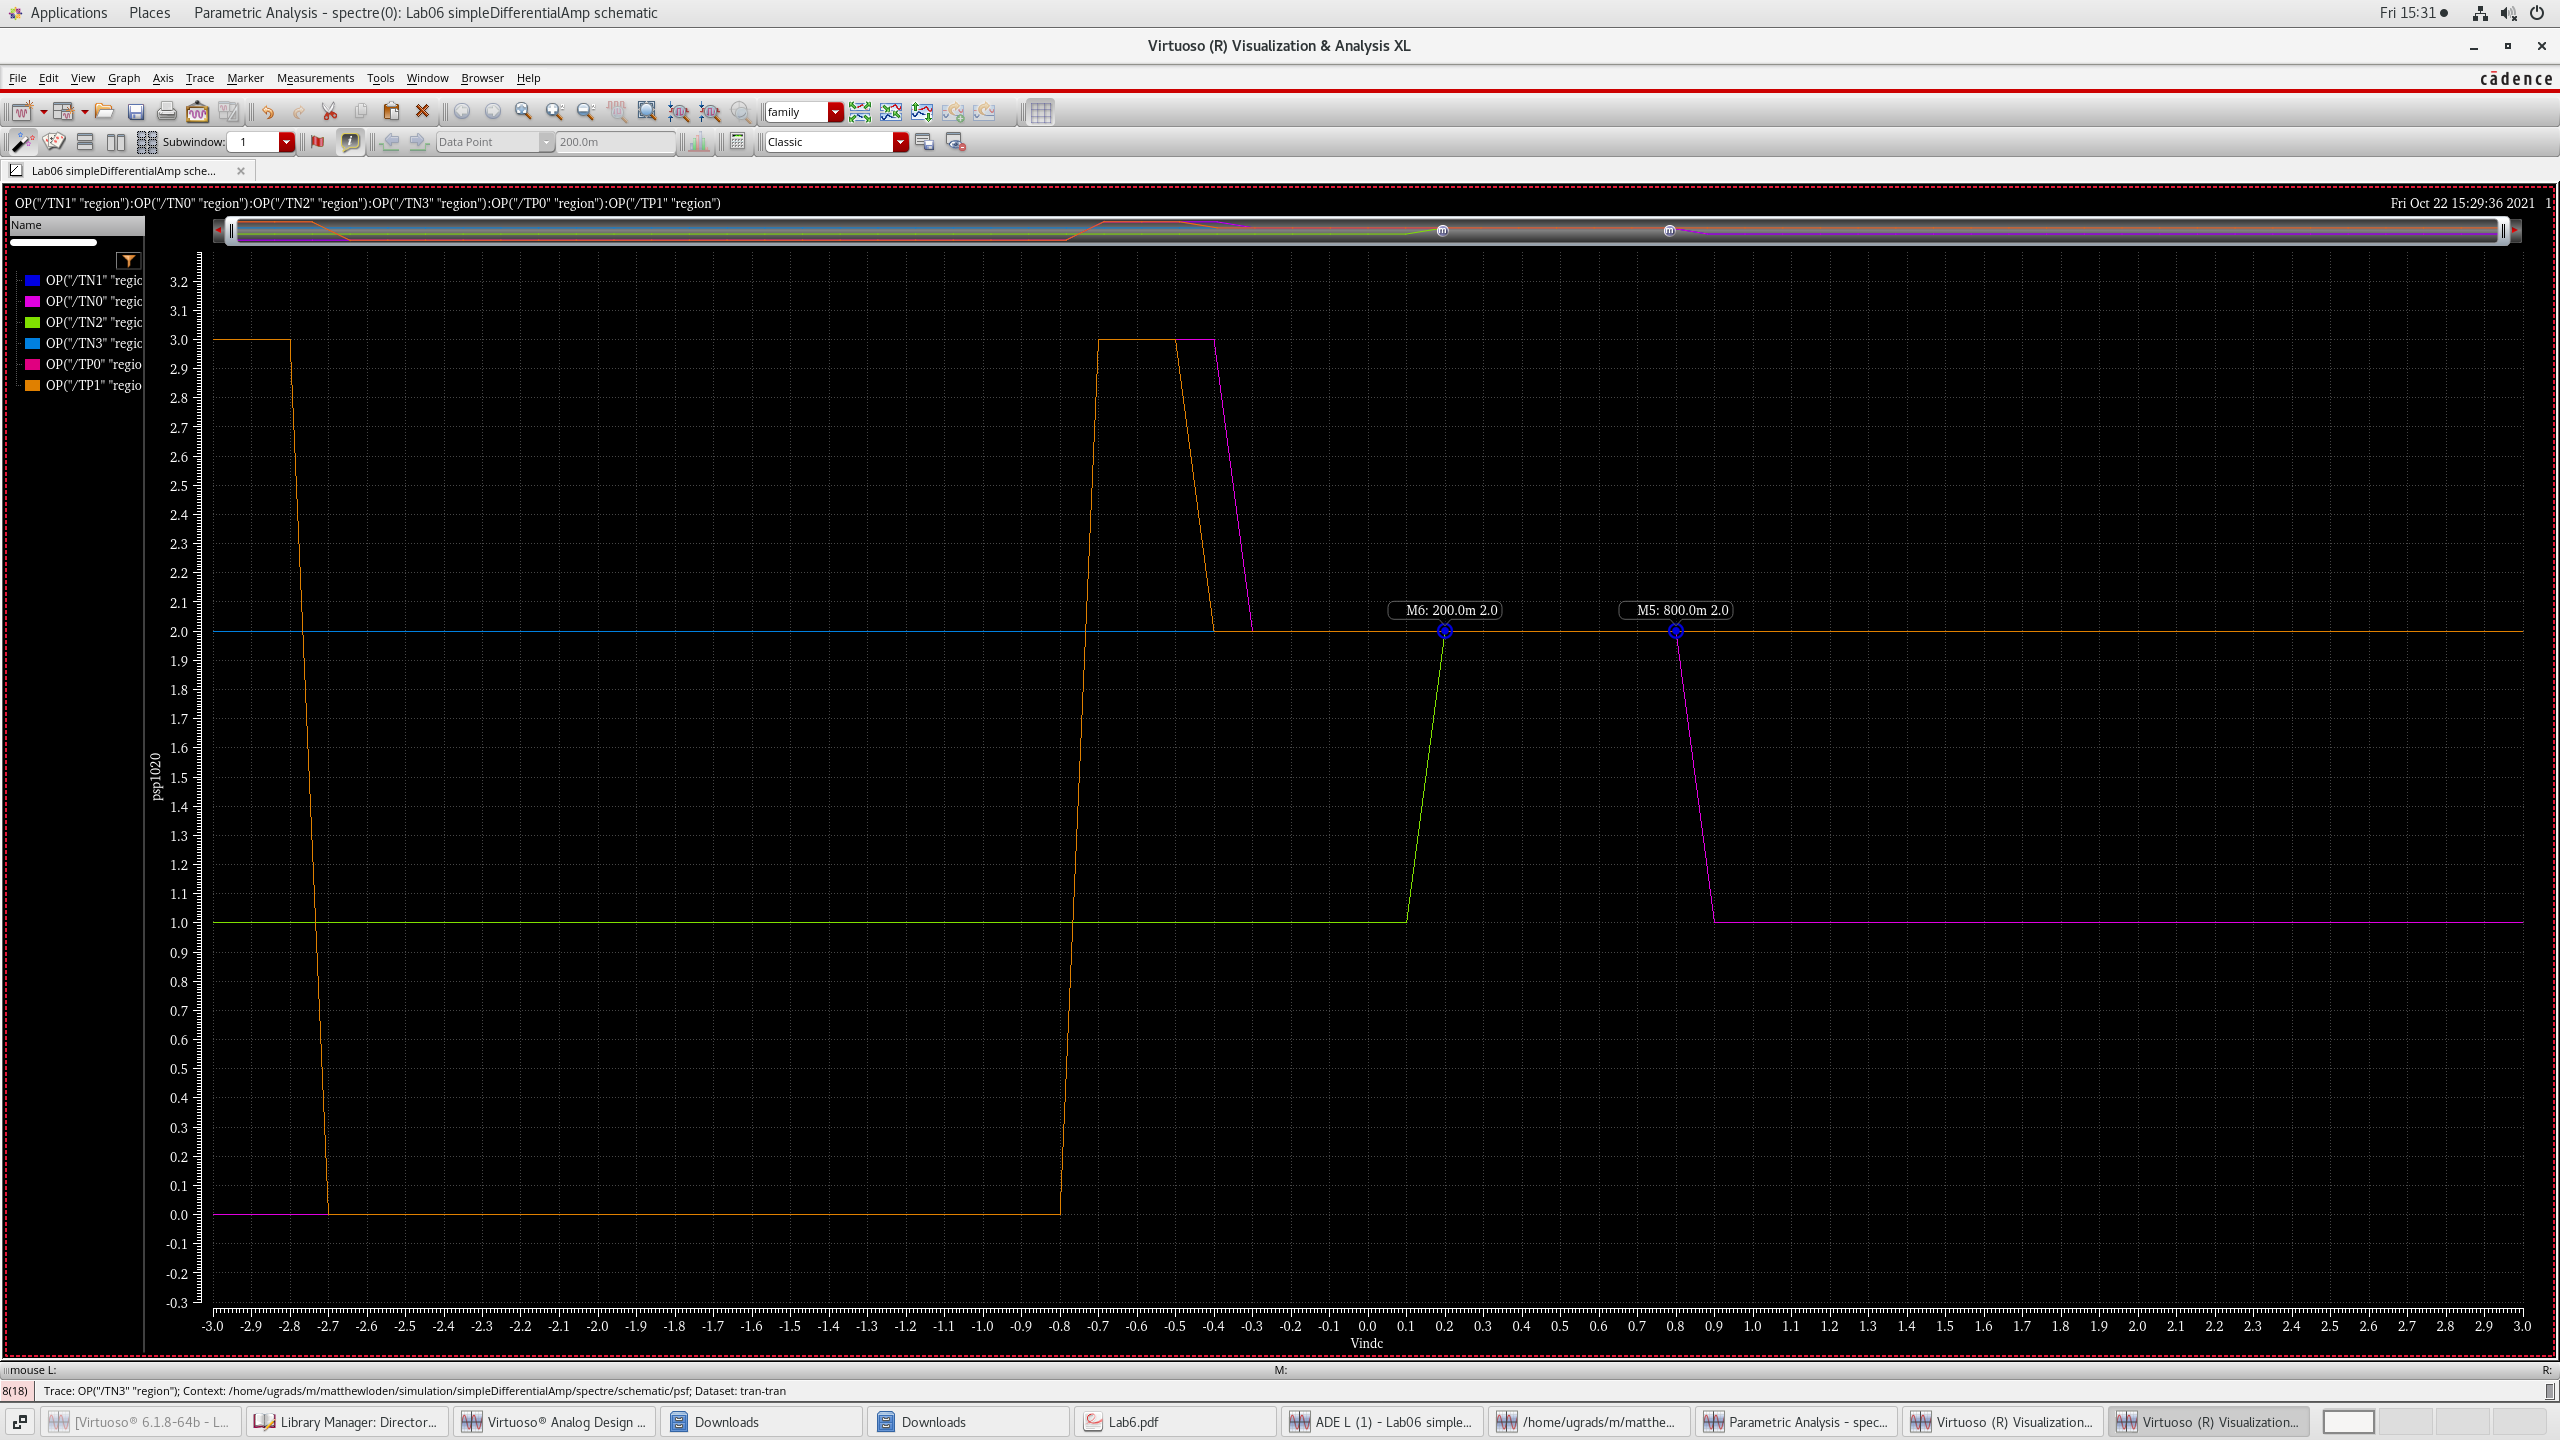 Applications Places Parametric Analysis - spectre(0): Lab06 simpleDifferentialAmp schematic Fri 15:31
Virtuoso (R) Visualization & Analysis XL
File Edit View Graph Axis Trace Marker Measurements Tools Window Browser Help cādence
family
Subwindow: 1 Data Point 200.0m Classic
Lab06 simpleDifferentialAmp sche...
OP("/TN1" "region"):OP("/TN0" "region"):OP("/TN2" "region"):OP("/TN3" "region"):OP("/TP0" "region"):OP("/TP1" "region") Fri Oct 22 15:29:36 2021 1
Name
OP("/TN1" "regic
OP("/TN0" "regic
OP("/TN2" "regic
OP("/TN3" "regic
OP("/TP0" "regio
OP("/TP1" "regio
3.2
3.1
3.0
2.9
2.8
2.7
2.6
2.5
2.4
2.3
2.2
2.1
2.0
1.9
1.8
1.7
1.6
1.5
1.4
1.3
1.2
1.1
1.0
0.9
0.8
0.7
0.6
0.5
0.4
0.3
0.2
0.1
0.0
-0.1
-0.2
-0.3
psp1020
M6: 200.0m 2.0 M5: 800.0m 2.0
-3.0 -2.9 -2.8 -2.7 -2.6 -2.5 -2.4 -2.3 -2.2 -2.1 -2.0 -1.9 -1.8 -1.7 -1.6 -1.5 -1.4 -1.3 -1.2 -1.1 -1.0 -0.9 -0.8 -0.7 -0.6 -0.5 -0.4 -0.3 -0.2 -0.1 0.0 0.1 0.2 0.3 0.4 0.5 0.6 0.7 0.8 0.9 1.0 1.1 1.2 1.3 1.4 1.5 1.6 1.7 1.8 1.9 2.0 2.1 2.2 2.3 2.4 2.5 2.6 2.7 2.8 2.9 3.0
Vindc
mouse L: M: R:
8(18) Trace: OP("/TN3" "region"); Context: /home/ugrads/m/matthewloden/simulation/simpleDifferentialAmp/spectre/schematic/psf; Dataset: tran-tran
[Virtuoso® 6.1.8-64b - L... Library Manager: Director... Virtuoso® Analog Design ... Downloads Downloads Lab6.pdf ADE L (1) - Lab06 simple... /home/ugrads/m/matthe... Parametric Analysis - spec... Virtuoso (R) Visualization... Virtuoso (R) Visualization...